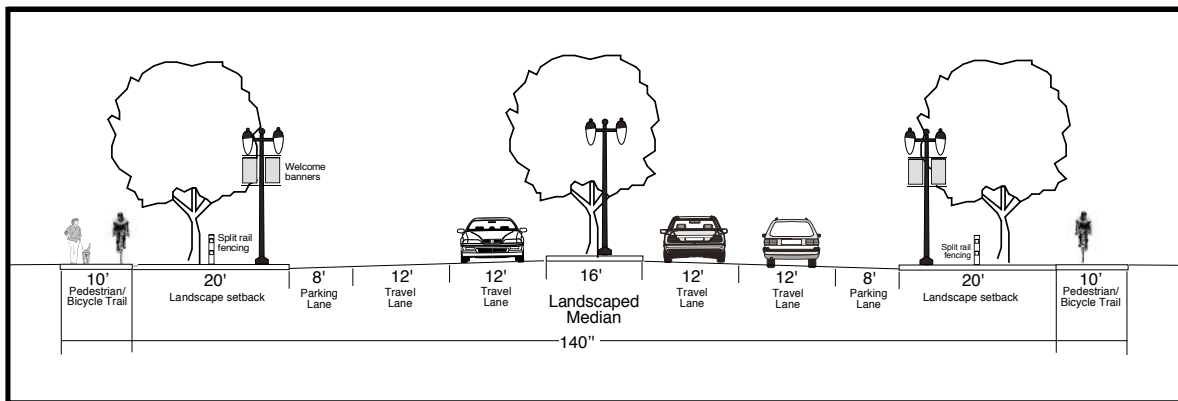 Welcome
banners
Split rail
fencing
Split rail
fencing
10'
Pedestrian/
Bicycle Trail
20'
Landscape setback
8'
Parking
Lane
12'
Travel
Lane
12'
Travel
Lane
16'
Landscaped
Median
12'
Travel
Lane
12'
Travel
Lane
8'
Parking
Lane
20'
Landscape setback
10'
Pedestrian/
Bicycle Trail
140"